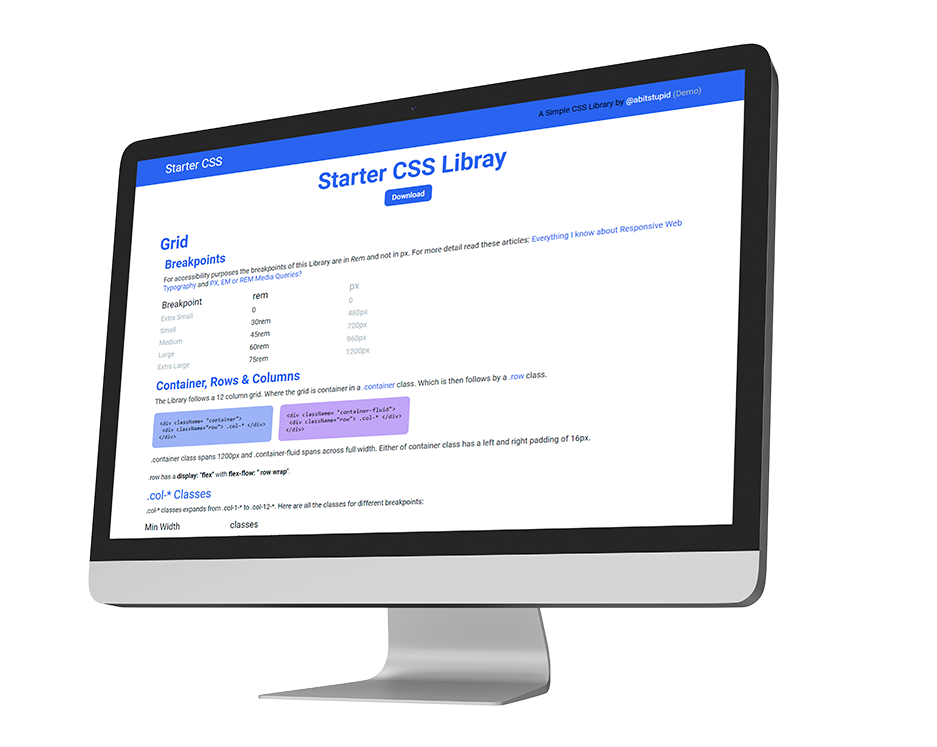 Starter CSS
A Simple CSS Library by @abitstupid (Demo)
Starter CSS Libray
Download
Grid
Breakpoints
For accessibility purposes the breakpoints of this Library are in Rem and not in px. For more detail read these articles: Everything I know about Responsive Web
Typography and PX, EM or REM Media Queries?
Breakpoint rem px
Extra Small 0 0
Small 30rem 480px
Medium 45rem 720px
Large 60rem 960px
Extra Large 75rem 1200px
Container, Rows & Columns
The Library follows a 12 column grid. Where the grid is container in a .container class. Which is then follows by a .row class.
<div className= "container">
<div className="row"> .col-* </div>
</div>
<div className= "container-fluid">
<div className="row"> .col-* </div>
</div>
.container class spans 1200px and .container-fluid spans across full width. Either of container class has a left and right padding of 16px.
.row has a display: "flex" with flex-flow: " row wrap".
.col-* Classes
.col-* classes expands from .col-1-* to .col-12-*. Here are all the classes for different breakpoints:
Min Width classes